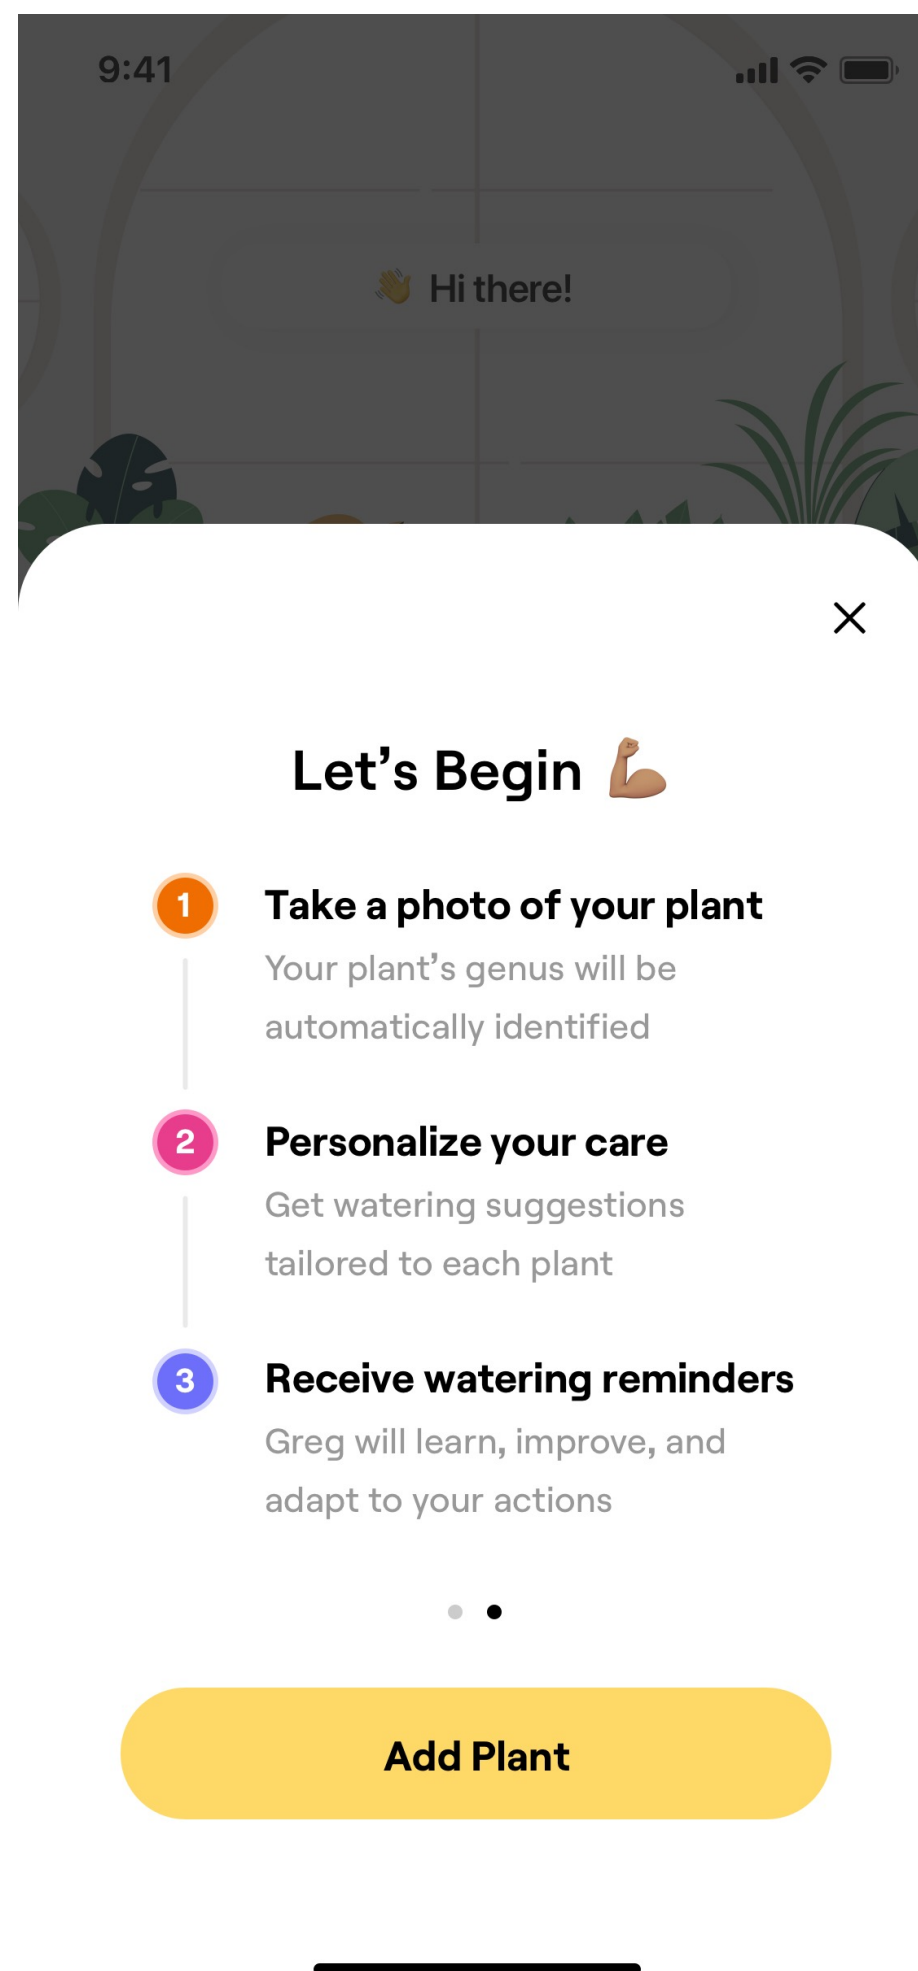 9:41
👋 Hi there!
Let’s Begin 💪🏽
1 Take a photo of your plant
Your plant’s genus will be
automatically identified
2 Personalize your care
Get watering suggestions
tailored to each plant
3 Receive watering reminders
Greg will learn, improve, and
adapt to your actions
Add Plant